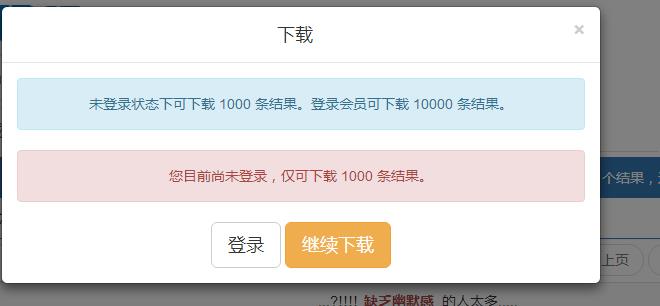 下载
×
未登录状态下可下载 1000 条结果。登录会员可下载 10000 条结果。
您目前尚未登录，仅可下载 1000 条结果。
个结果，
登录
继续下载
上页
...?!!!! 缺乏幽默感 的人太多.....